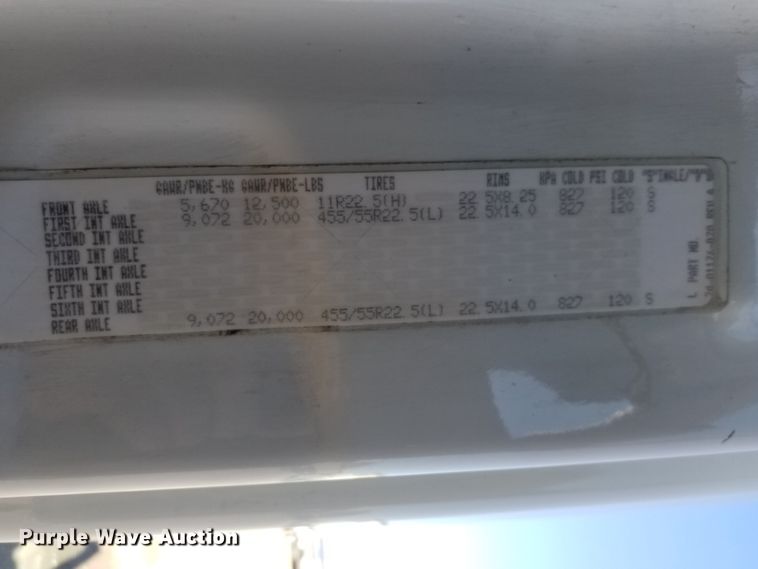 GAWR/PNBE-KG GAWR/PNBE-LBS TIRES RIMS KPA COLD PSI COLD
FRONT AXLE 5,670 12,500 11R22.5(H) 22.5X8.25 827 120 S
FIRST INT AXLE 9,072 20,000 455/55R22.5(L) 22.5X14.0 827 120 S
SECOND INT AXLE
THIRD INT AXLE
FOURTH INT AXLE
FIFTH INT AXLE
SIXTH INT AXLE
REAR AXLE 9,072 20,000 455/55R22.5(L) 22.5X14.0 827 120 S
L PART NO.
Purple Wave Auction